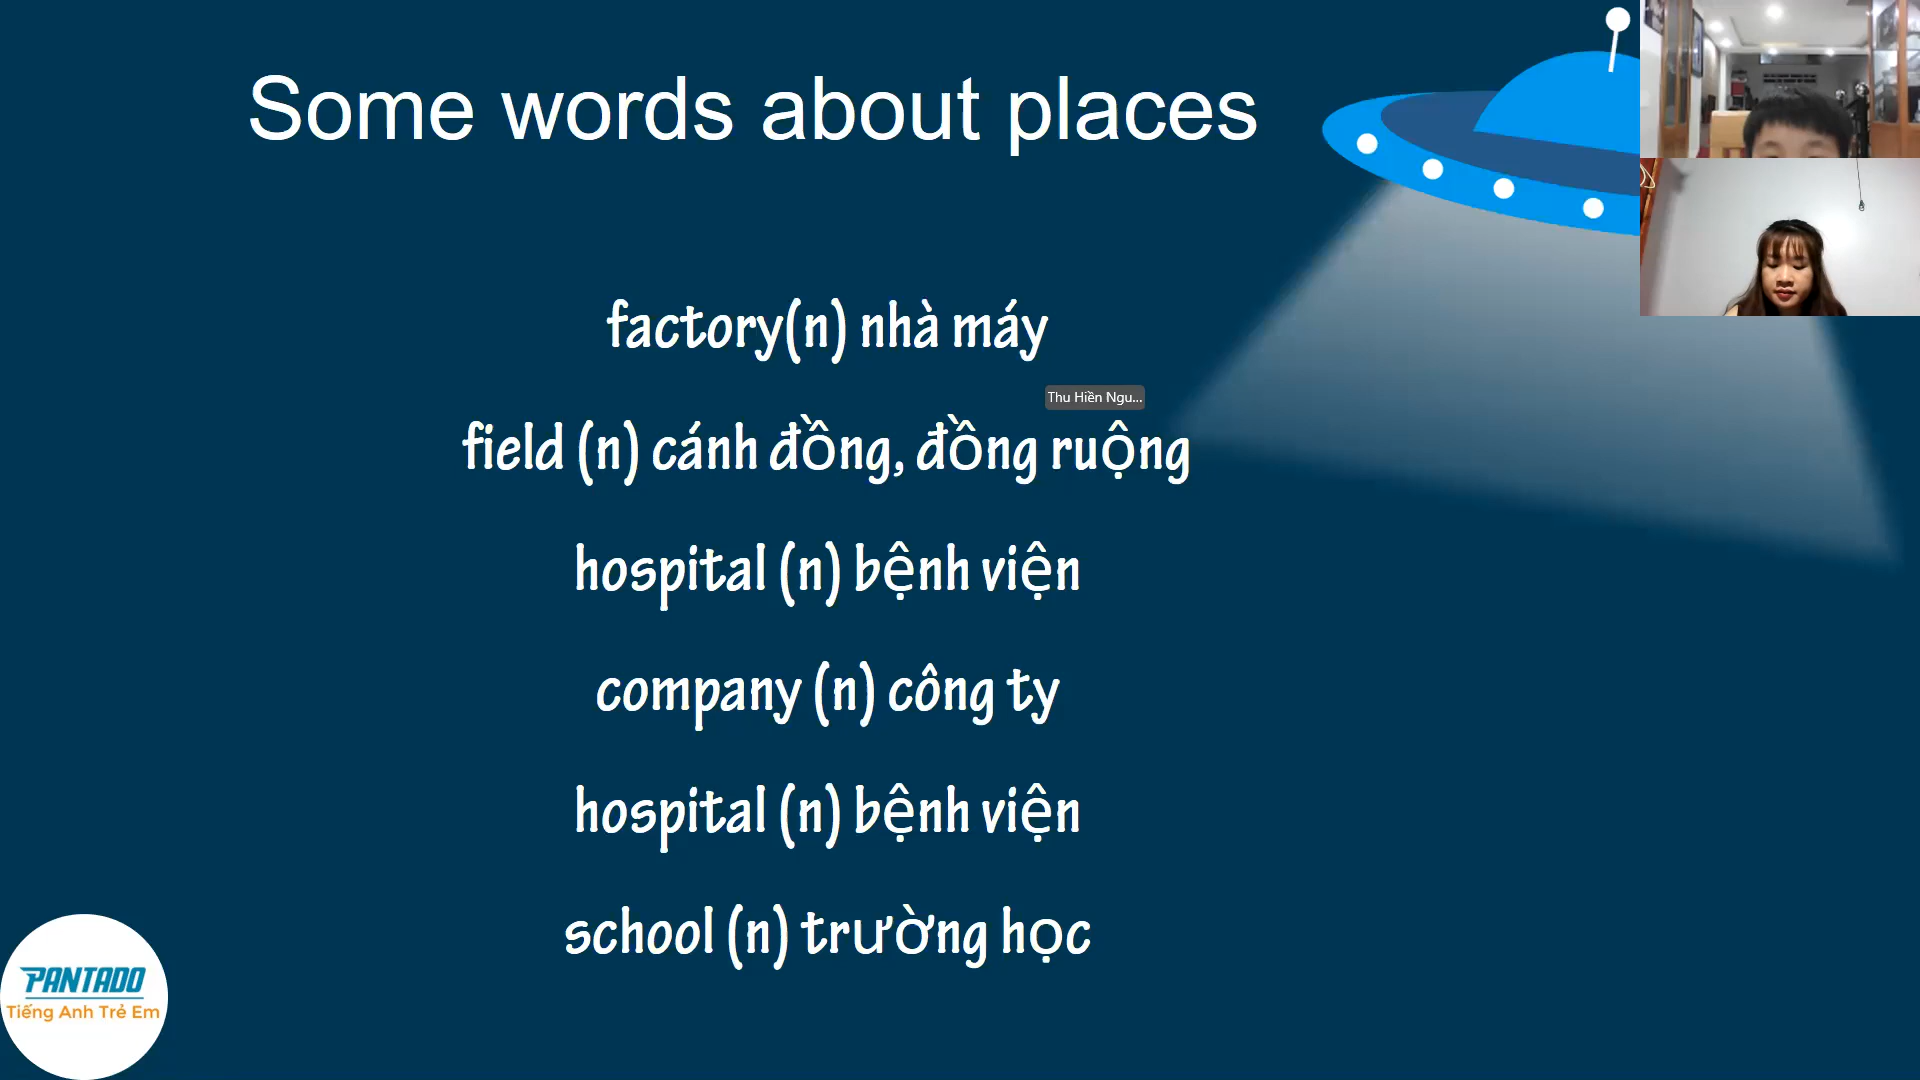 Some words about places
factory(n) nhà máy
Thu Hiền Ngu...
field (n) cánh đồng, đồng ruộng
hospital (n) bệnh viện
company (n) công ty
hospital (n) bệnh viện
school (n) trường học
PANTADO
Tiếng Anh Trẻ Em